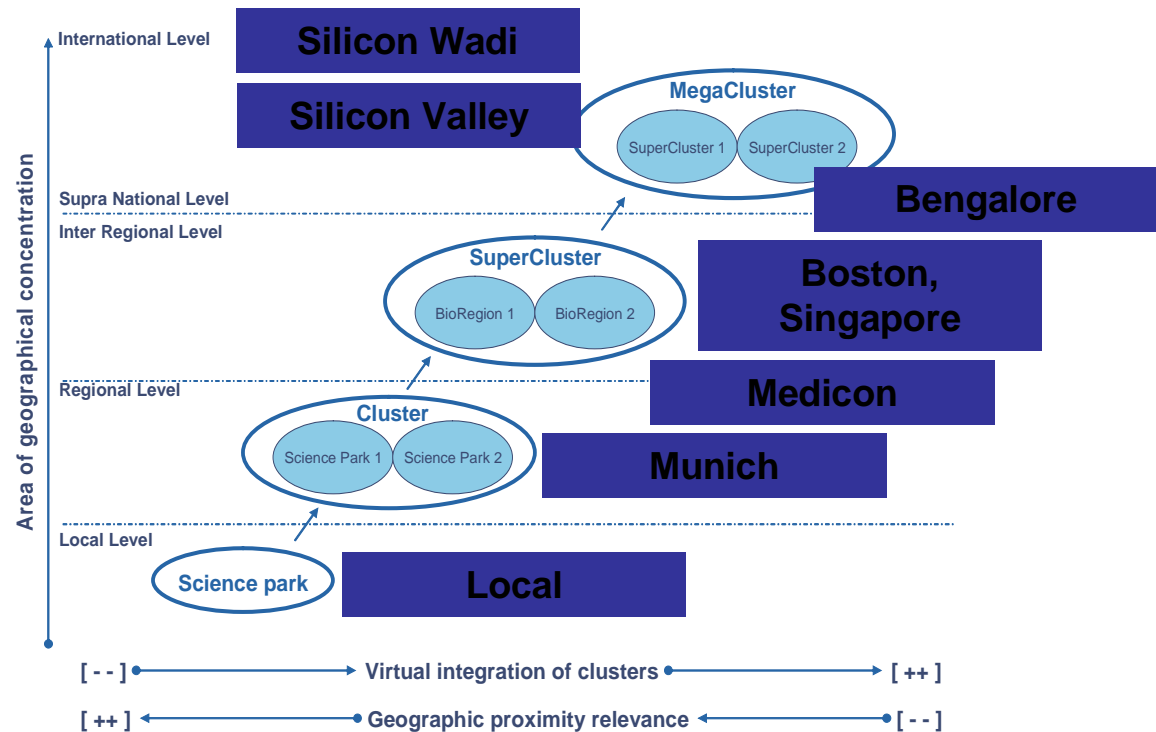 International Level
Silicon Wadi
MegaCluster
Silicon Valley
SuperCluster 1
SuperCluster 2
Supra National Level
Bengalore
Inter Regional Level
SuperCluster
Boston,
Singapore
BioRegion 1
BioRegion 2
Regional Level
Medicon
Cluster
Science Park 1
Science Park 2
Munich
Local Level
Science park
Local
Area of geographical concentration
[ - - ]
Virtual integration of clusters
[ ++ ]
[ ++ ]
Geographic proximity relevance
[ - - ]